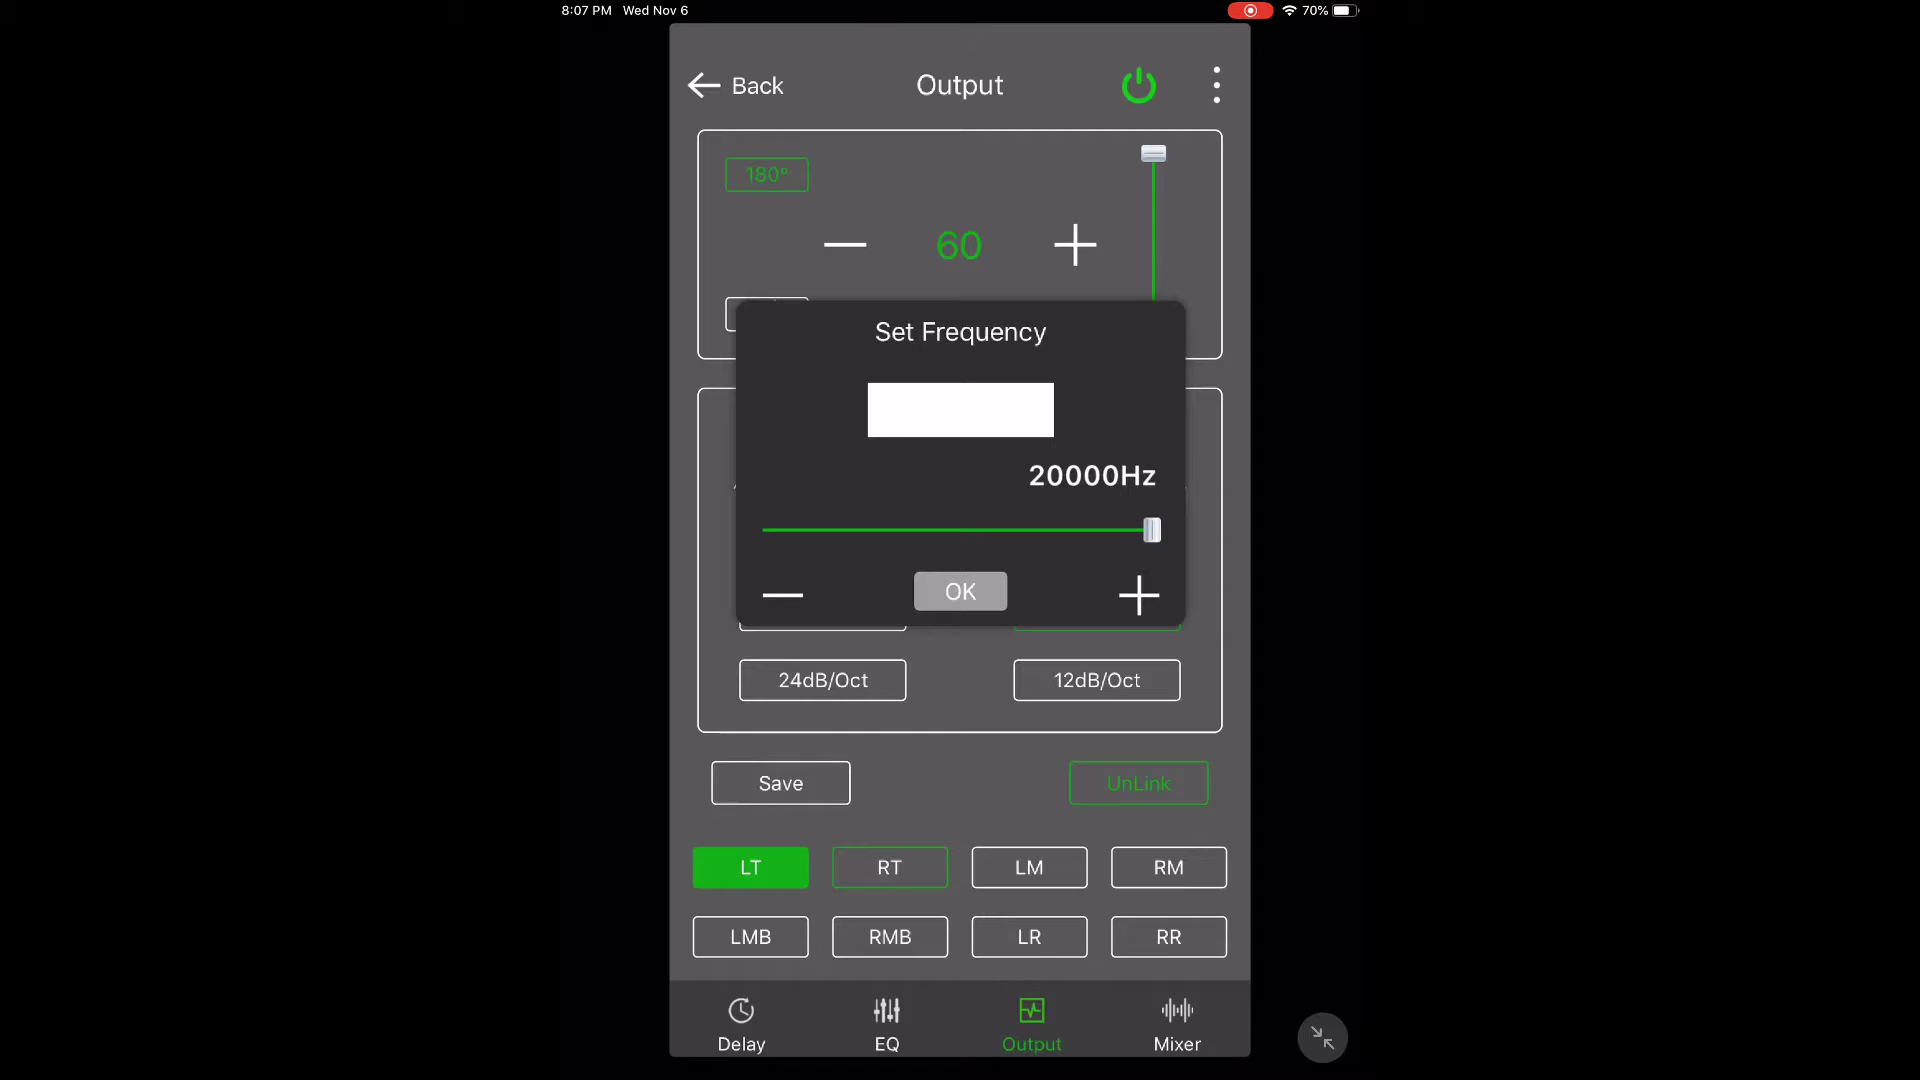 8:07 PM Wed Nov 6
70%
Back
Output
180°
60
Set Frequency
20000Hz
OK
24dB/Oct
12dB/Oct
Save
UnLink
LT
RT
LM
RM
LMB
RMB
LR
RR
Delay
EQ
Output
Mixer